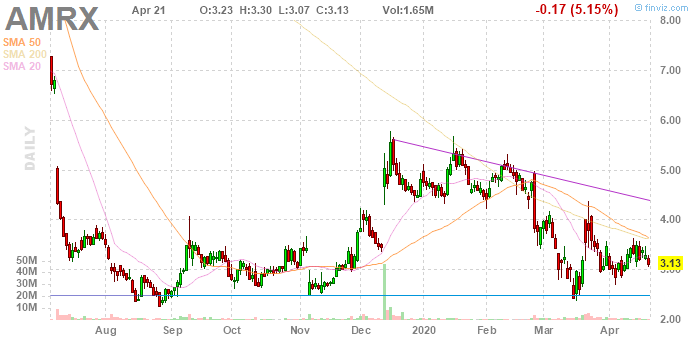 AMRX Apr 21 O:3.23 H:3.30 L:3.07 C:3.13 Vol:1.65M -0.17 (5.15%)
© finviz.com
SMA 50
SMA 200
SMA 20
DAILY
8.00
7.00
6.00
5.00
4.00
3.00
2.00
3.13
50M
40M
30M
20M
10M
Aug Sep Oct Nov Dec 2020 Feb Mar Apr